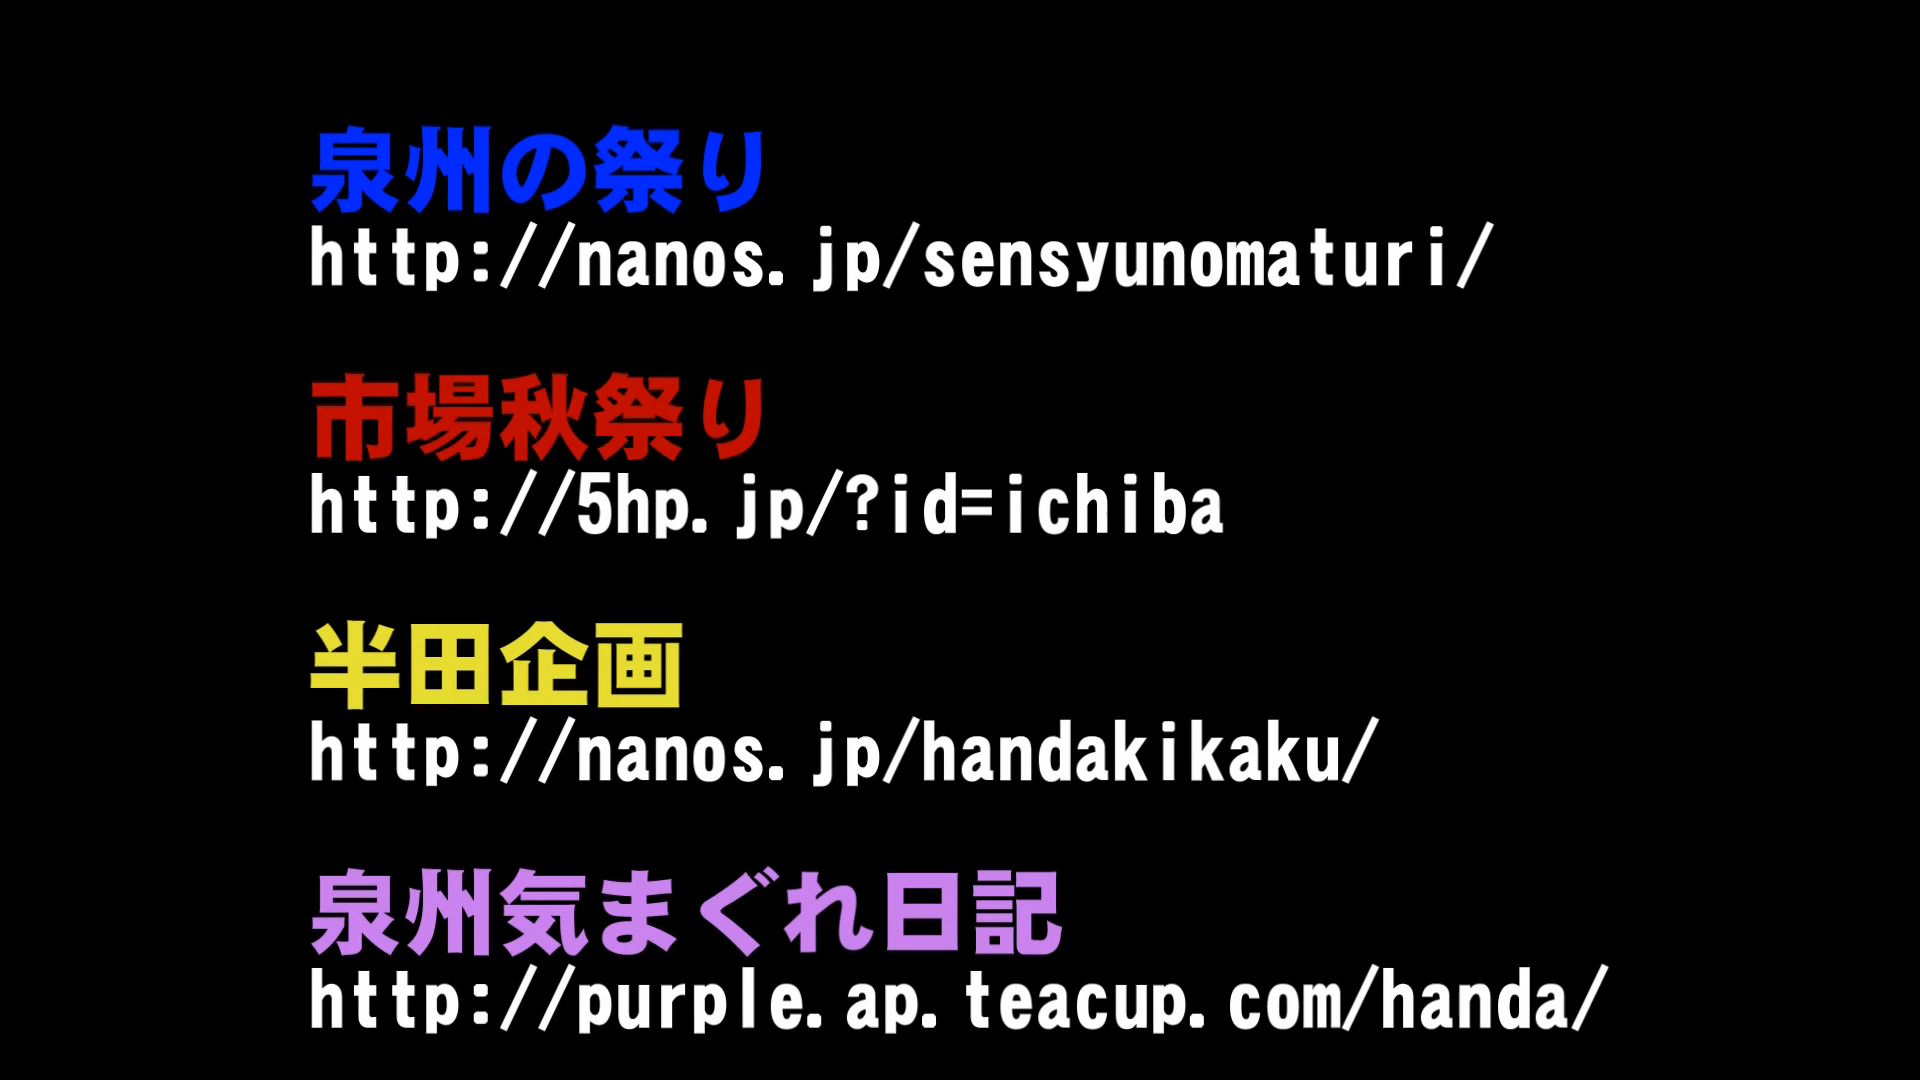 泉州の祭り
http://nanos.jp/sensyunomaturi/
市場秋祭り
http://5hp.jp/?id=ichiba
半田企画
http://nanos.jp/handakikaku/
泉州気まぐれ日記
http://purple.ap.teacup.com/handa/